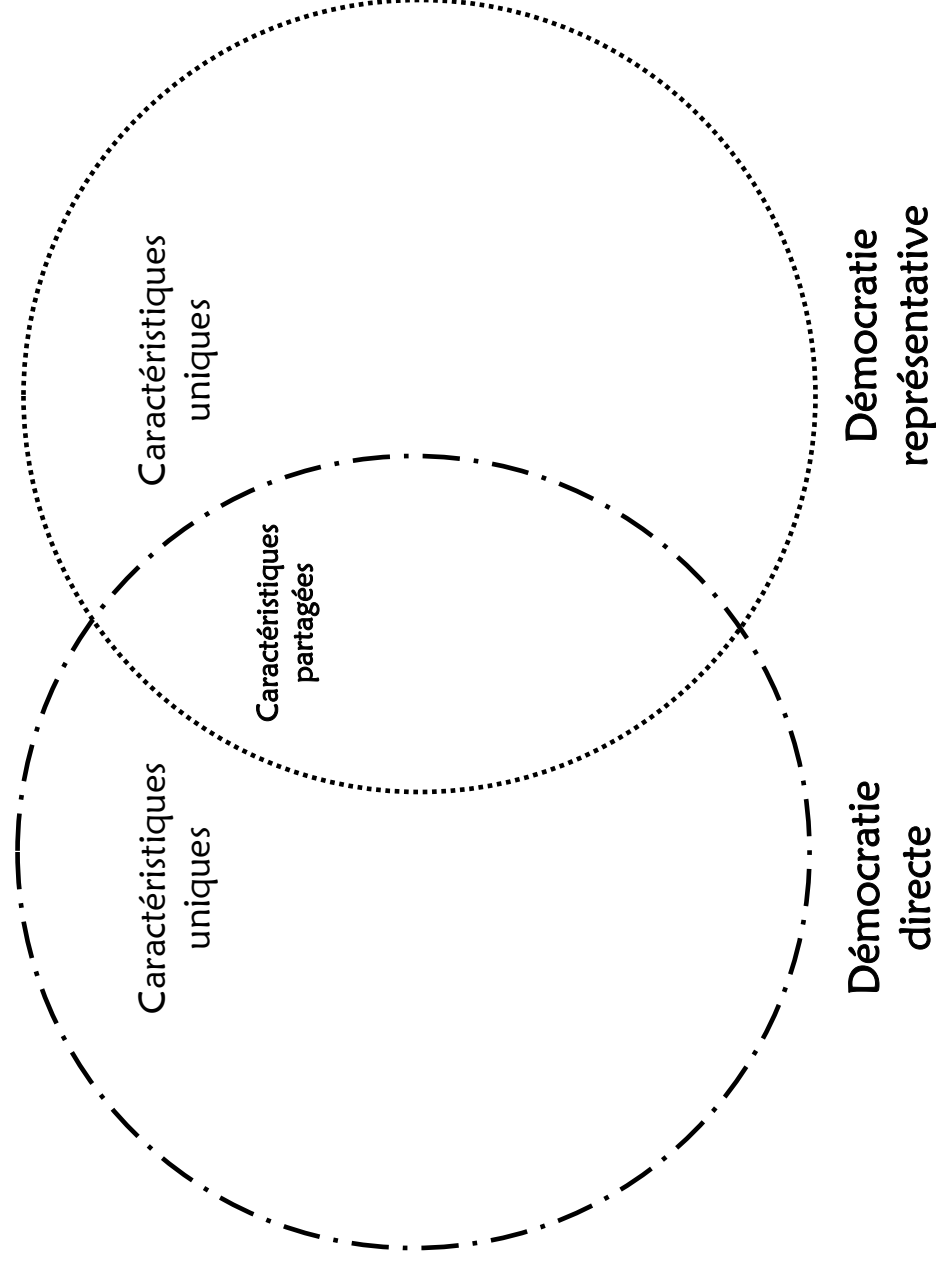 Caractéristiques
uniques
Caractéristiques
uniques
Caractéristiques
partagées
Démocratie
directe
Démocratie
représentative